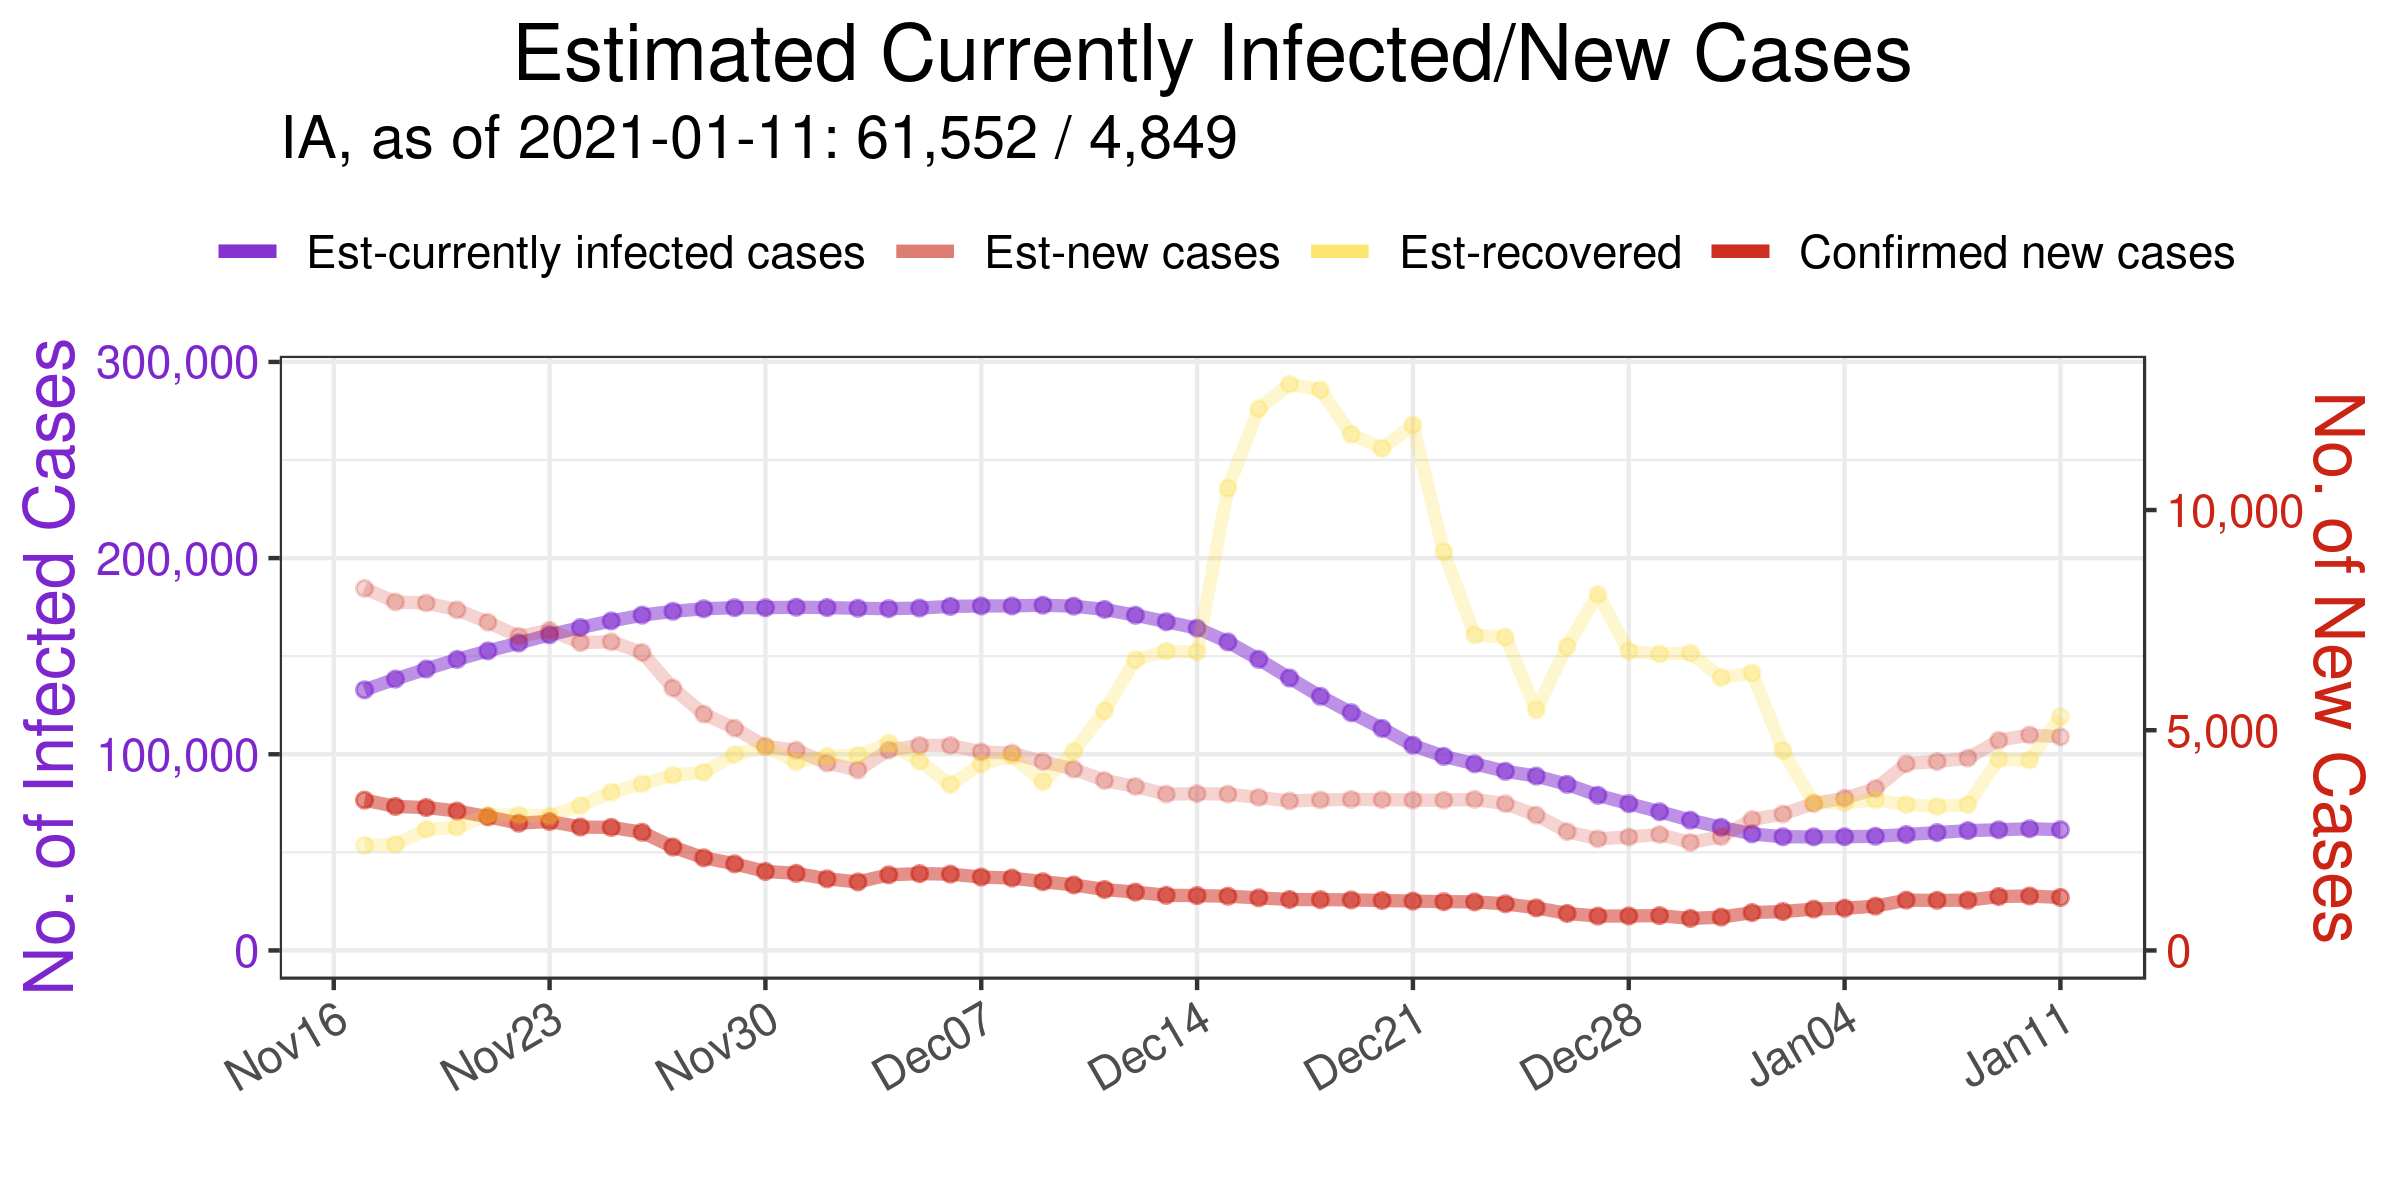 Estimated Currently Infected/New Cases
IA, as of 2021-01-11: 61,552 / 4,849
Est-currently infected cases Est-new cases Est-recovered Confirmed new cases
No. of Infected Cases
300,000
200,000
100,000
0
10,000
5,000
0
No. of New Cases
Nov16 Nov23 Nov30 Dec07 Dec14 Dec21 Dec28 Jan04 Jan11